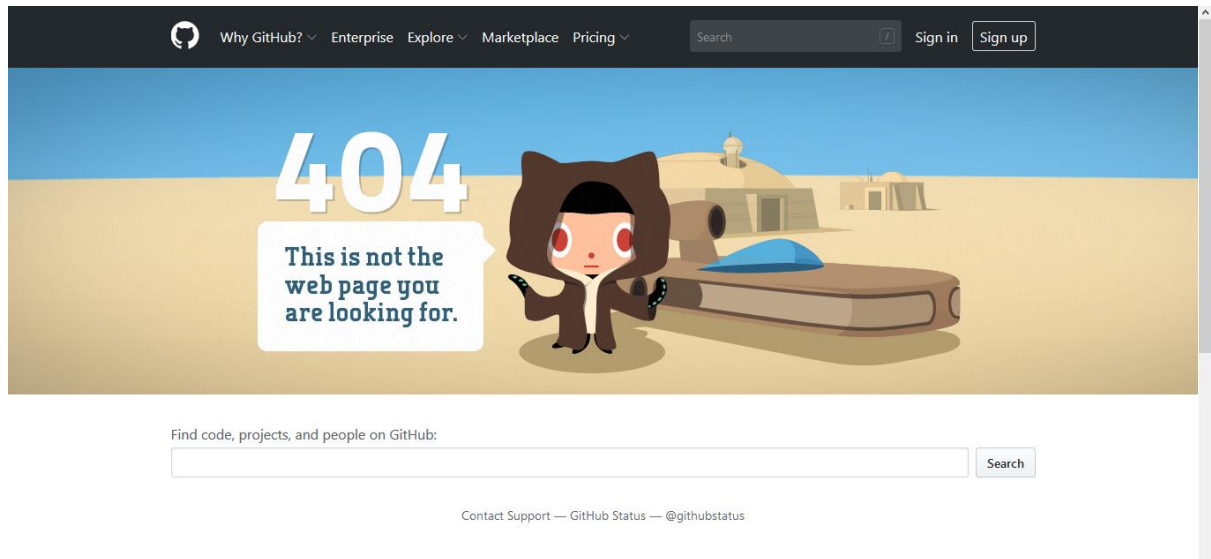 Why GitHub? Enterprise Explore Marketplace Pricing Search / Sign in Sign up
404
This is not the
web page you
are looking for.
Find code, projects, and people on GitHub:
Search
Contact Support — GitHub Status — @githubstatus